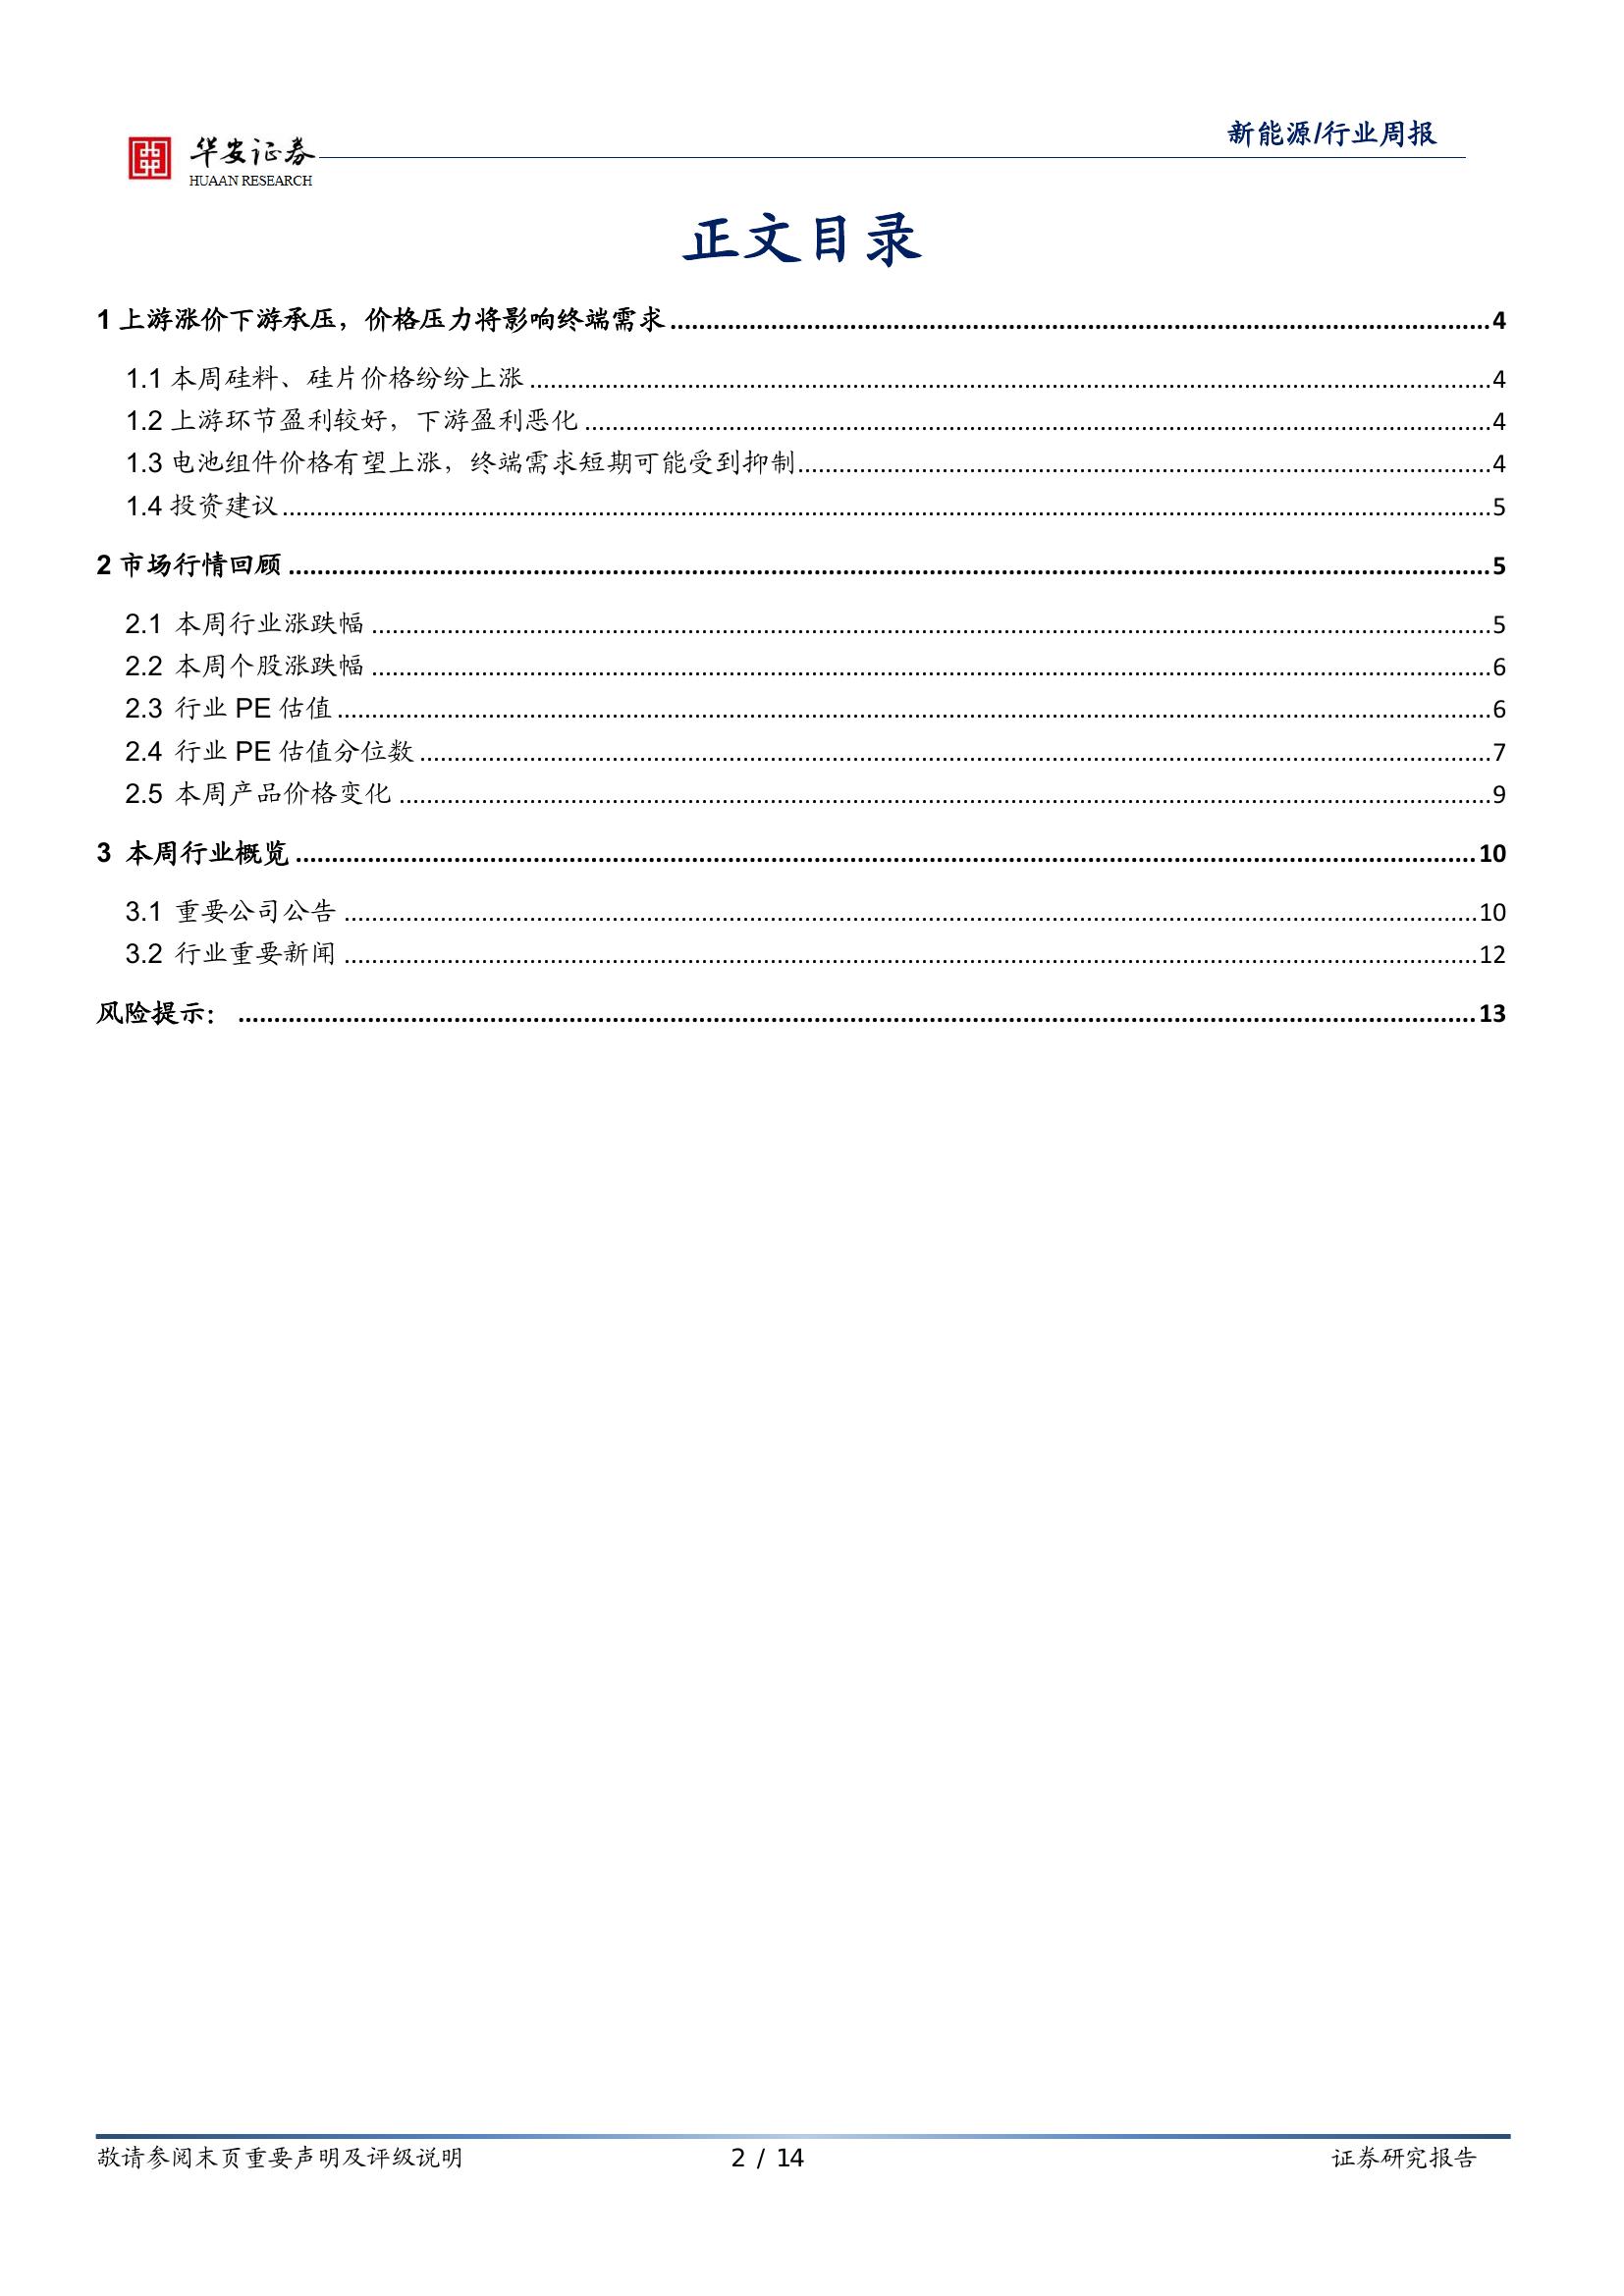 新能源/行业周报
华安证券
HUAAN RESEARCH
正文目录
1 上游涨价下游承压，价格压力将影响终端需求 ........ 4
1.1 本周硅料、硅片价格纷纷上涨 ........ 4
1.2 上游环节盈利较好，下游盈利恶化 ........ 4
1.3 电池组件价格有望上涨，终端需求短期可能受到抑制 ........ 4
1.4 投资建议 ........ 5
2 市场行情回顾 ........ 5
2.1 本周行业涨跌幅 ........ 5
2.2 本周个股涨跌幅 ........ 6
2.3 行业 PE 估值 ........ 6
2.4 行业 PE 估值分位数 ........ 7
2.5 本周产品价格变化 ........ 9
3 本周行业概览 ........ 10
3.1 重要公司公告 ........ 10
3.2 行业重要新闻 ........ 12
风险提示： ........ 13
敬请参阅末页重要声明及评级说明 2 / 14 证券研究报告